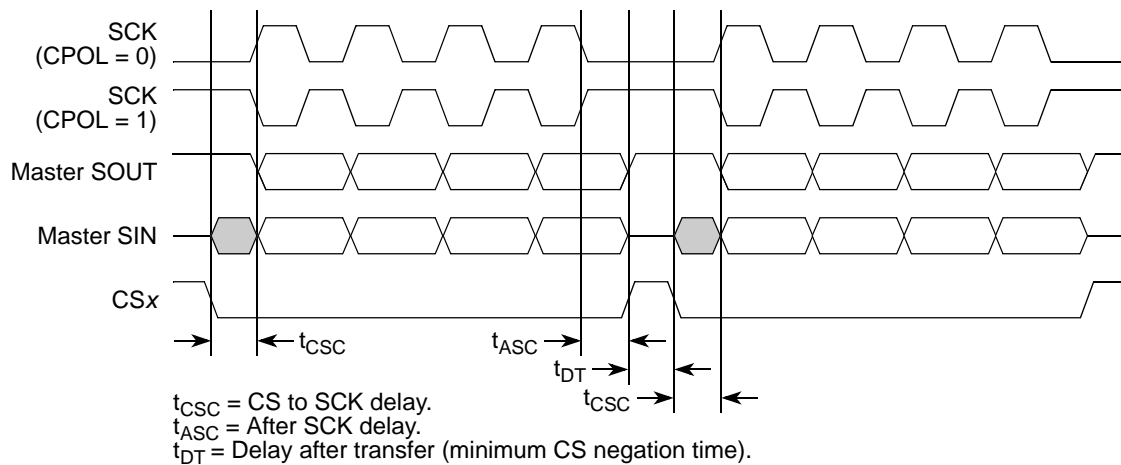 SCK
(CPOL = 0)
SCK
(CPOL = 1)
Master SOUT
Master SIN
CSx
tCSC
tASC
tDT
tCSC
tCSC = CS to SCK delay.
tASC = After SCK delay.
tDT = Delay after transfer (minimum CS negation time).